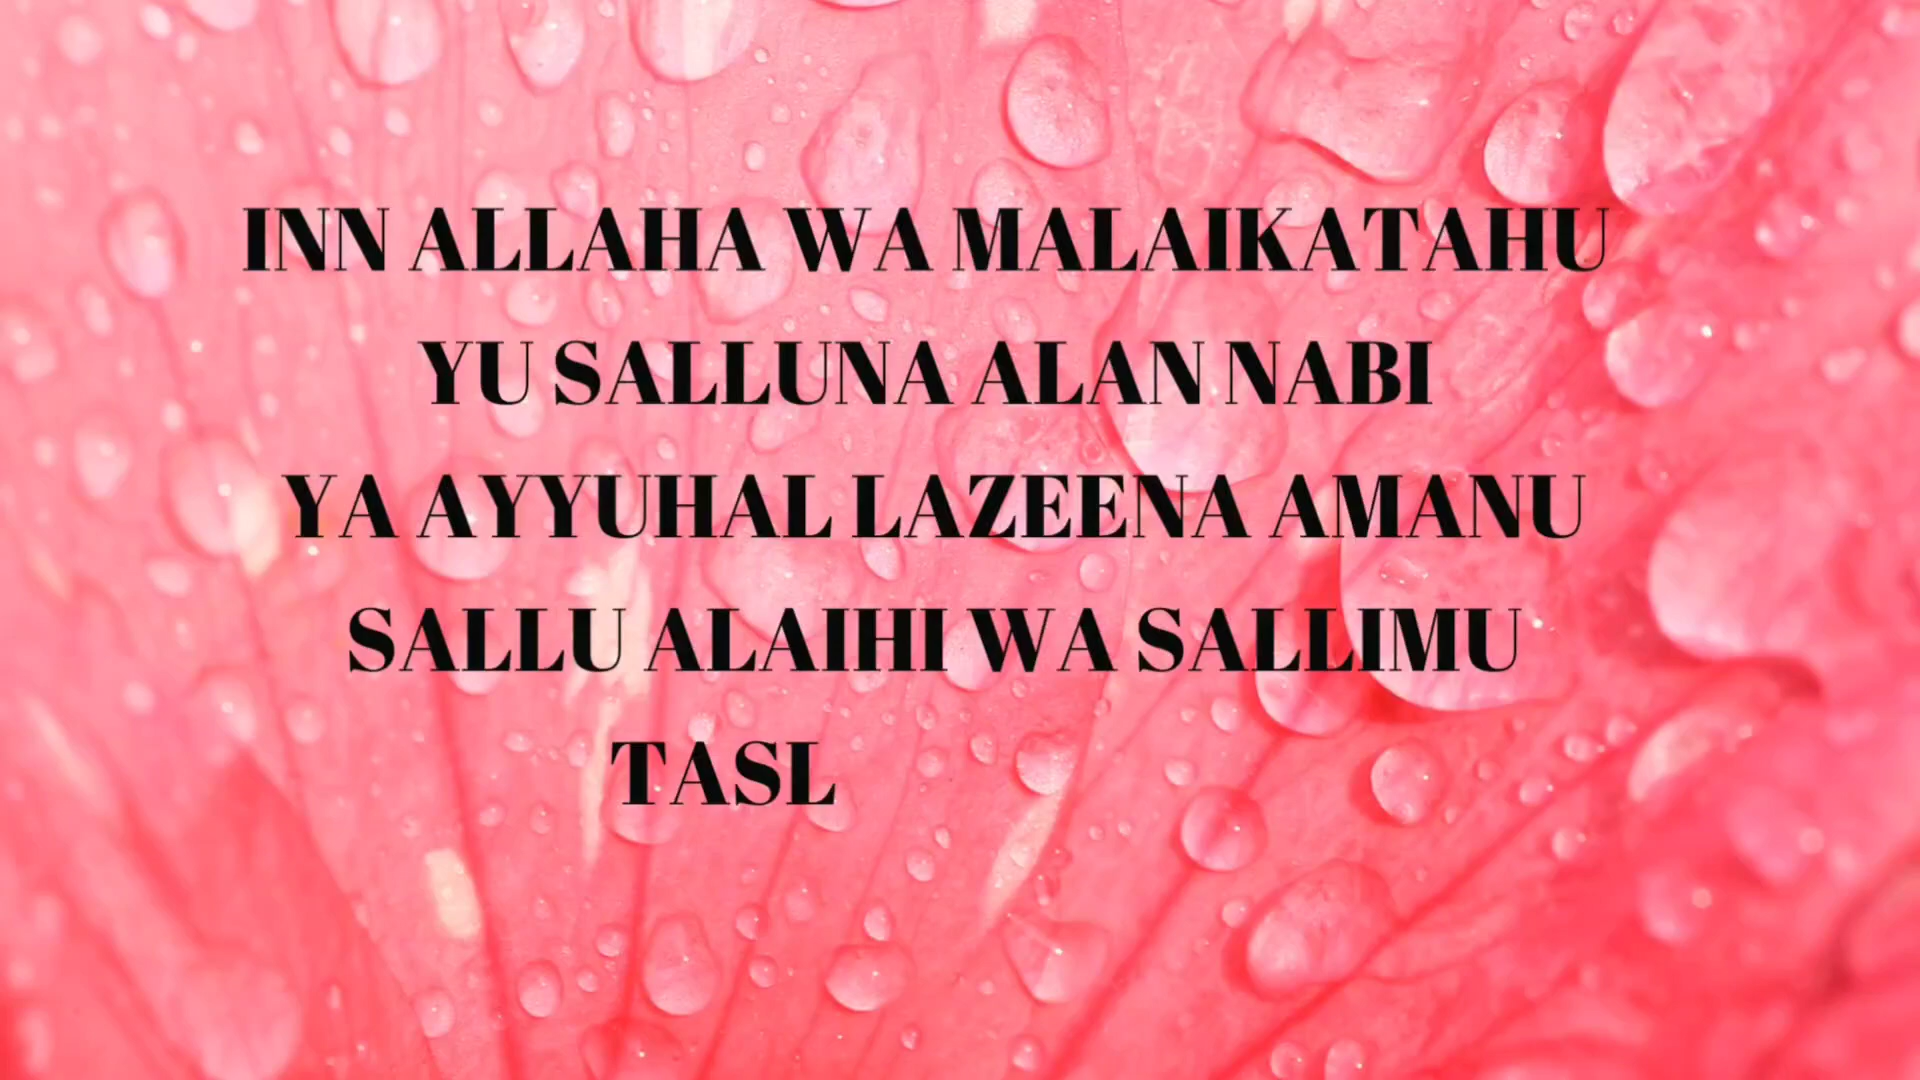 INN ALLAHA WA MALAIKATAHU
YU SALLUNA ALAN NABI
YA AYYUHAL LAZEENA AMANU
SALLU ALAIHI WA SALLIMU
TASL